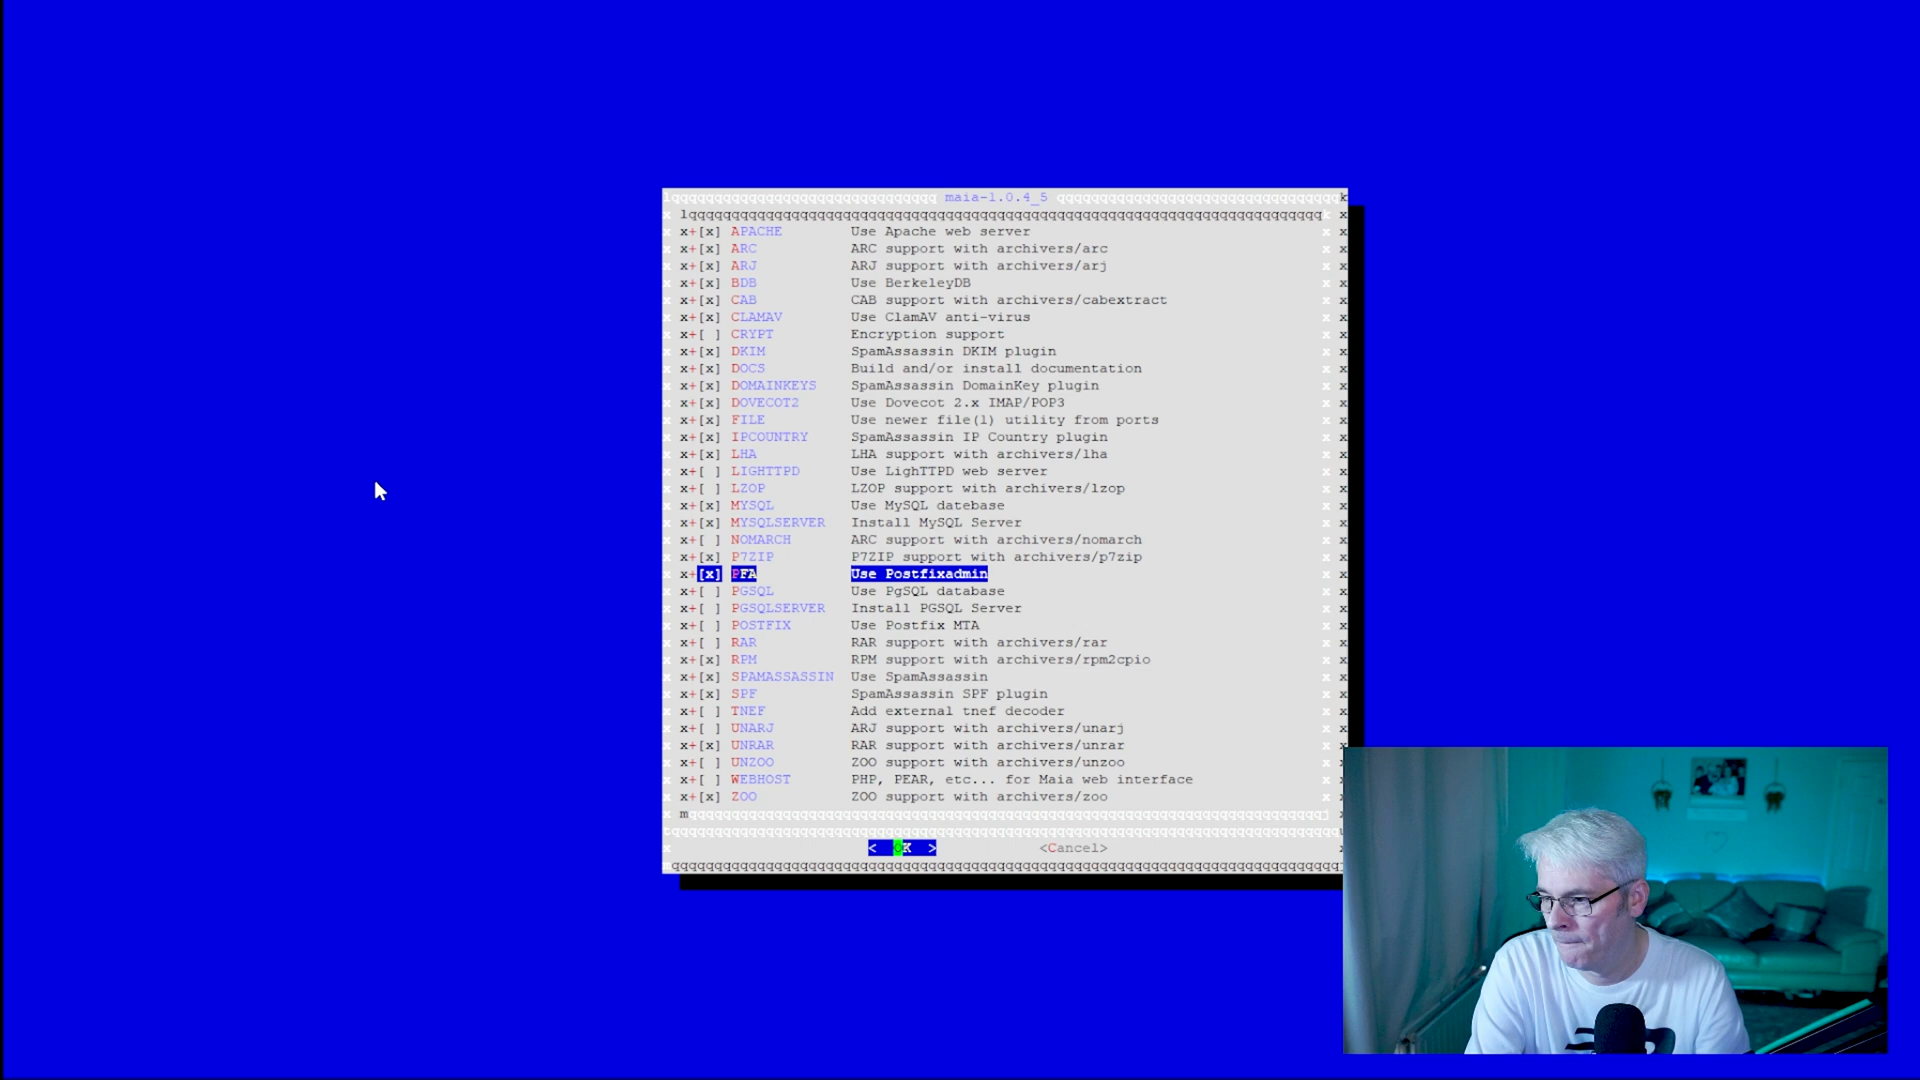 lqqqqqqqqqqqqqqqqqqqqqqqqqqqqqqq maia-1.0.4_5 qqqqqqqqqqqqqqqqqqqqqqqqqqqqqqqqqk
x+[x] APACHE Use Apache web server
x+[x] ARC ARC support with archivers/arc
x+[x] ARJ ARJ support with archivers/arj
x+[x] BDB Use BerkeleyDB
x+[x] CAB CAB support with archivers/cabextract
x+[x] CLAMAV Use ClamAV anti-virus
x+[ ] CRYPT Encryption support
x+[x] DKIM SpamAssassin DKIM plugin
x+[x] DOCS Build and/or install documentation
x+[x] DOMAINKEYS SpamAssassin DomainKey plugin
x+[x] DOVECOT2 Use Dovecot 2.x IMAP/POP3
x+[x] FILE Use newer file(1) utility from ports
x+[x] IPCOUNTRY SpamAssassin IP Country plugin
x+[x] LHA LHA support with archivers/lha
x+[ ] LIGHTTPD Use LighTTPD web server
x+[ ] LZOP LZOP support with archivers/lzop
x+[x] MYSQL Use MySQL datebase
x+[x] MYSQLSERVER Install MySQL Server
x+[ ] NOMARCH ARC support with archivers/nomarch
x+[x] P7ZIP P7ZIP support with archivers/p7zip
x+[x] PFA Use Postfixadmin
x+[ ] PGSQL Use PgSQL database
x+[ ] PGSQLSERVER Install PGSQL Server
x+[ ] POSTFIX Use Postfix MTA
x+[ ] RAR RAR support with archivers/rar
x+[x] RPM RPM support with archivers/rpm2cpio
x+[x] SPAMASSASSIN Use SpamAssassin
x+[x] SPF SpamAssassin SPF plugin
x+[ ] TNEF Add external tnef decoder
x+[ ] UNARJ ARJ support with archivers/unarj
x+[x] UNRAR RAR support with archivers/unrar
x+[ ] UNZOO ZOO support with archivers/unzoo
x+[ ] WEBHOST PHP, PEAR, etc... for Maia web interface
x+[x] ZOO ZOO support with archivers/zoo
< OK > <Cancel>